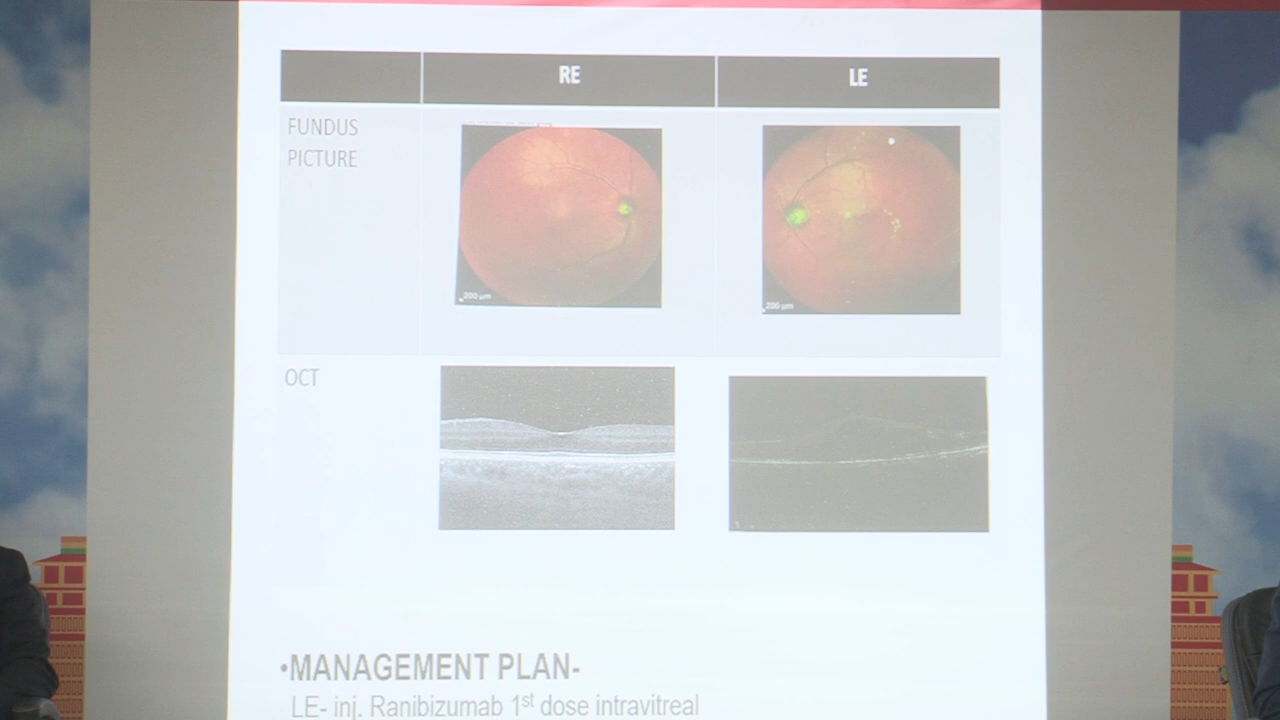 RE
LE
FUNDUS
PICTURE
200 µm
200 µm
OCT
•MANAGEMENT PLAN-
LE- inj. Ranibizumab 1st dose intravitreal